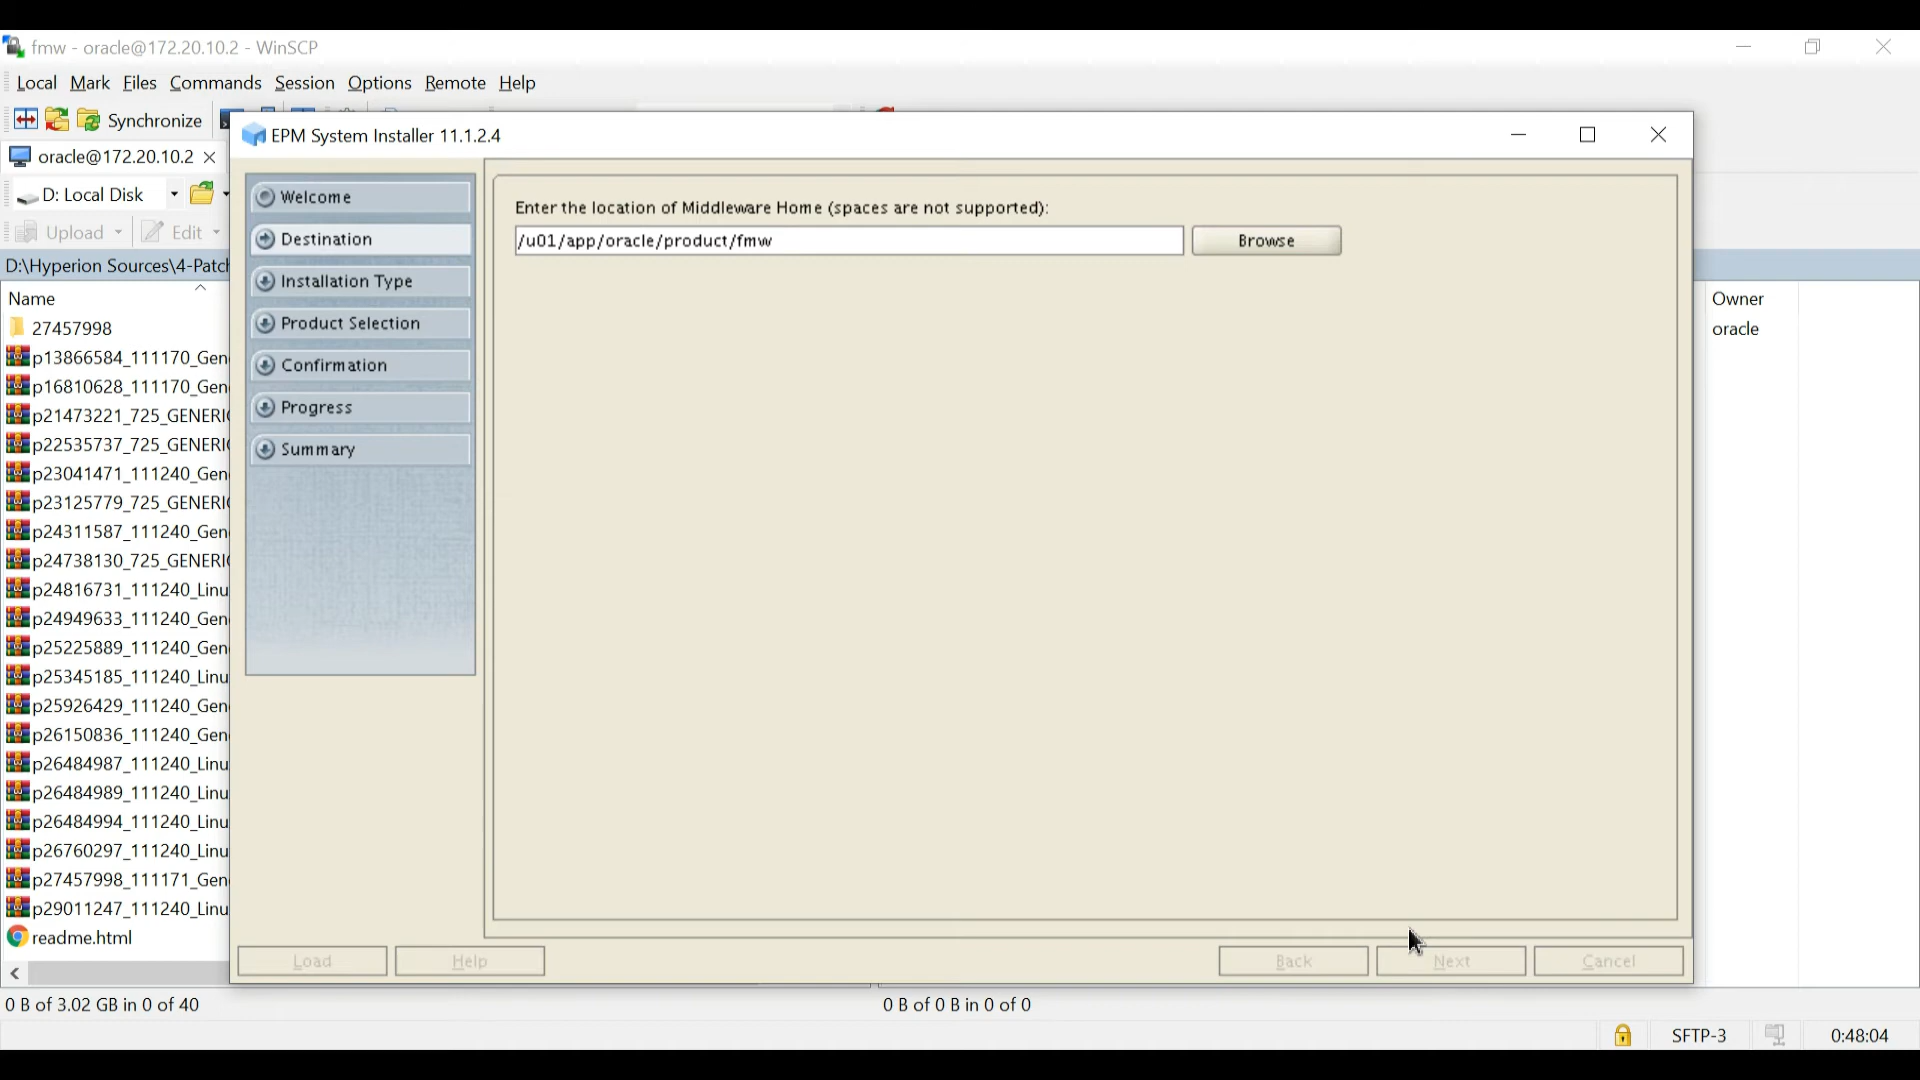 fmw - oracle@172.20.10.2 - WinSCP
Local Mark Files Commands Session Options Remote Help
Synchronize
EPM System Installer 11.1.2.4
oracle@172.20.10.2
D: Local Disk
Upload Edit
D:\Hyperion Sources\4-Patch
Name
27457998
p13866584_111170_Gen
p16810628_111170_Gen
p21473221_725_GENERIC
p22535737_725_GENERIC
p23041471_111240_Gen
p23125779_725_GENERIC
p24311587_111240_Gen
p24738130_725_GENERIC
p24816731_111240_Linu
p24949633_111240_Gen
p25225889_111240_Gen
p25345185_111240_Linu
p25926429_111240_Gen
p26150836_111240_Gen
p26484987_111240_Linu
p26484989_111240_Linu
p26484994_111240_Linu
p26760297_111240_Linu
p27457998_111171_Gen
p29011247_111240_Linu
readme.html
Welcome
Destination
Installation Type
Product Selection
Confirmation
Progress
Summary
Enter the location of Middleware Home (spaces are not supported):
/u01/app/oracle/product/fmw
Browse
Load Help Back Next Cancel
Owner
oracle
0 B of 3.02 GB in 0 of 40
0 B of 0 B in 0 of 0
SFTP-3
0:48:04